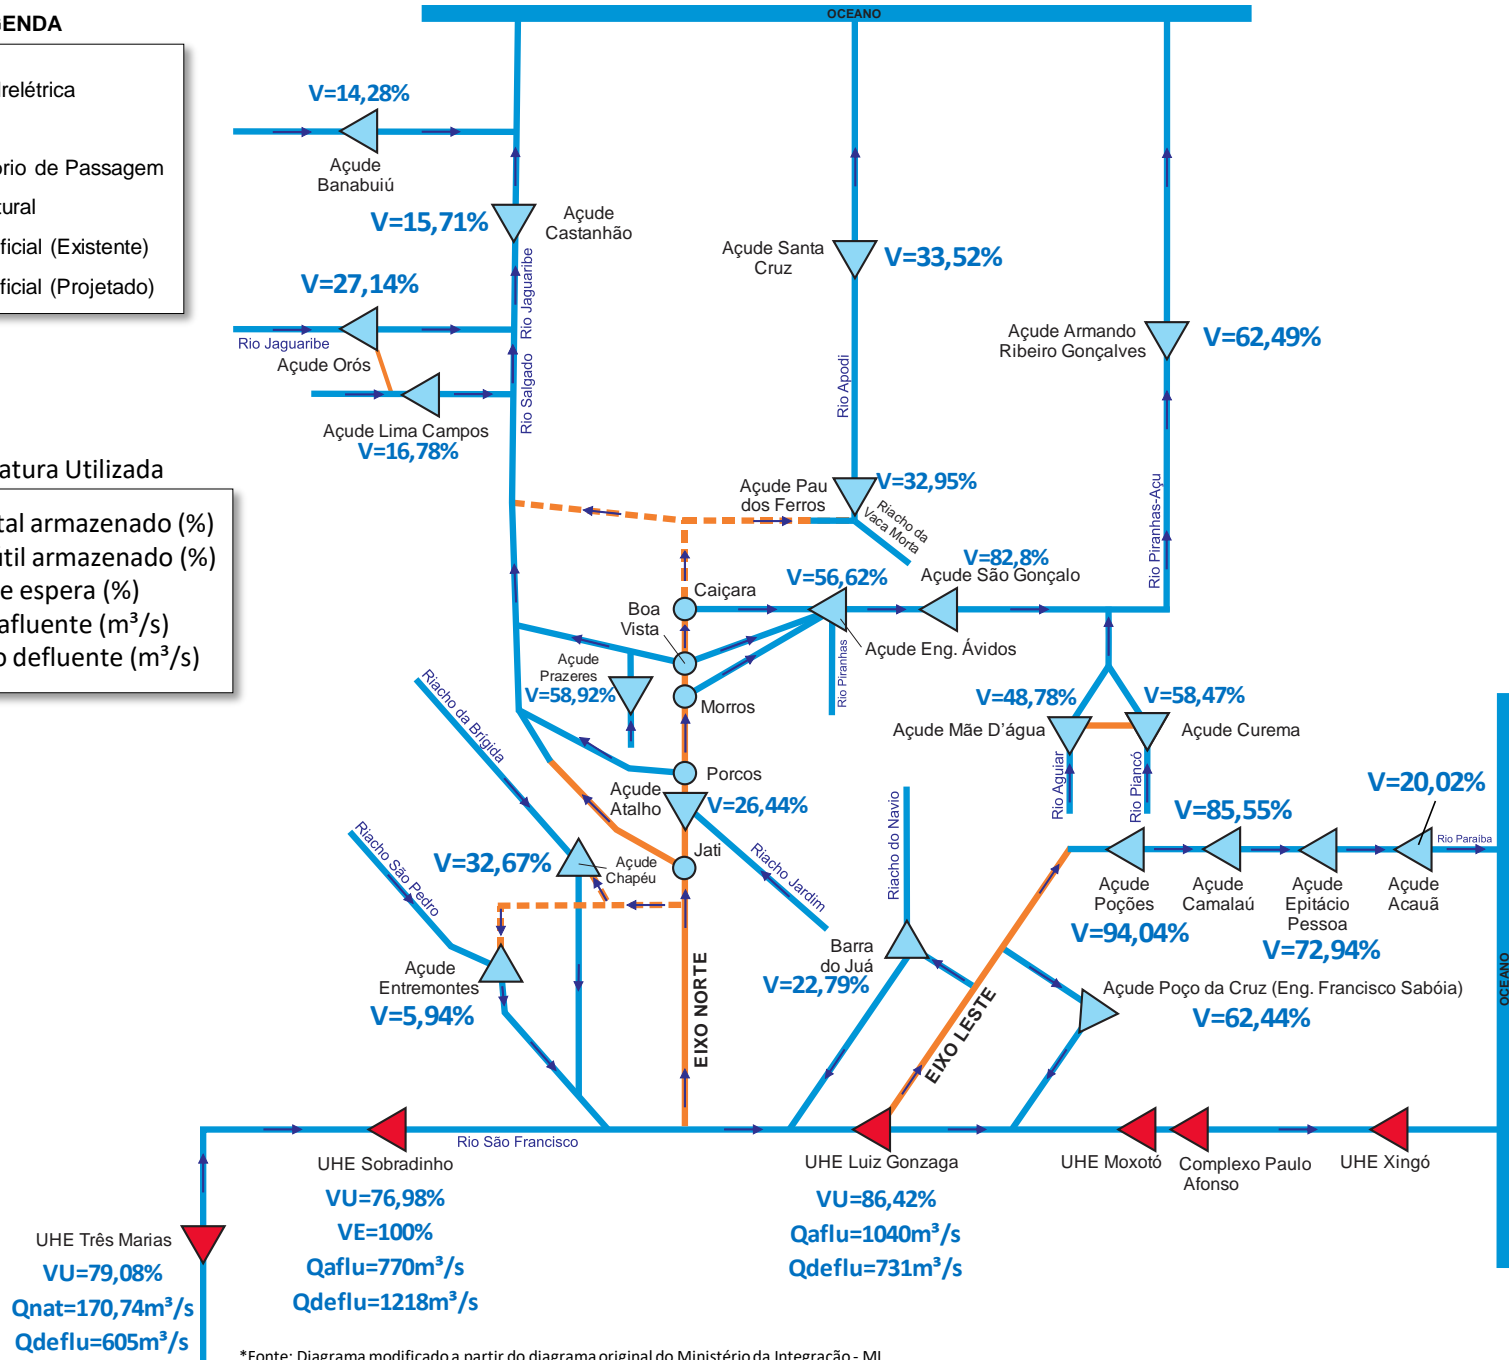 OCEANO
GENDA
drelétrica
ório de Passagem
tural
ificial (Existente)
ificial (Projetado)
V=14,28%
Açude
Banabuiú
V=15,71%
Açude
Castanhão
V=27,14%
Rio Jaguaribe
Açude Orós
Rio Jaguaribe
Rio Salgado
Açude Lima Campos
V=16,78%
Açude Santa
Cruz
V=33,52%
Rio Apodi
Açude Armando
Ribeiro Gonçalves
V=62,49%
Rio Piranhas-Açu
atura Utilizada
tal armazenado (%)
útil armazenado (%)
e espera (%)
afluente (m³/s)
o defluente (m³/s)
Açude Pau
dos Ferros
V=32,95%
Riacho da
Vaca Morta
V=82,8%
Açude São Gonçalo
V=56,62%
Açude Eng. Ávidos
Rio Piranhas
Caiçara
Boa
Vista
Morros
Açude
Prazeres
V=58,92%
Porcos
Açude
Atalho
V=26,44%
Jati
Riacho Jardim
Riacho da Brigida
Riacho São Pedro
V=32,67%
Açude
Chapéu
Açude
Entremontes
V=5,94%
EIXO NORTE
V=48,78%
Açude Mãe D'água
V=58,47%
Açude Curema
Rio Aguiar
Rio Piancó
V=20,02%
V=85,55%
Rio Paraíba
Açude
Poções
V=94,04%
Açude
Camalaú
Açude
Epitácio
Pessoa
V=72,94%
Açude
Acauã
Riacho do Navio
Barra
do Juá
V=22,79%
EIXO LESTE
Açude Poço da Cruz (Eng. Francisco Sabóia)
V=62,44%
OCEANO
Rio São Francisco
UHE Sobradinho
VU=76,98%
VE=100%
Qaflu=770m³/s
Qdeflu=1218m³/s
UHE Luiz Gonzaga
VU=86,42%
Qaflu=1040m³/s
Qdeflu=731m³/s
UHE Moxotó
Complexo Paulo
Afonso
UHE Xingó
UHE Três Marias
VU=79,08%
Qnat=170,74m³/s
Qdeflu=605m³/s
*Fonte: Diagrama modificado a partir do diagrama original do Ministério da Integração - MI